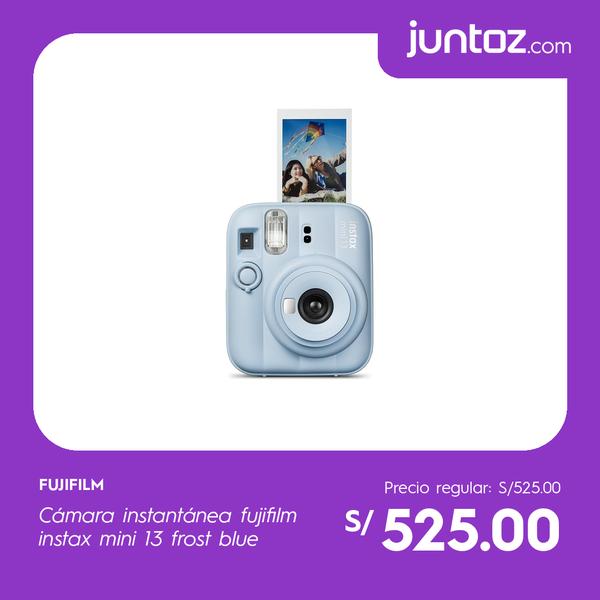 juntoz.com
instax
mini 13
FUJIFILM
Cámara instantánea fujifilm
instax mini 13 frost blue
Precio regular: S/525.00
S/ 525.00